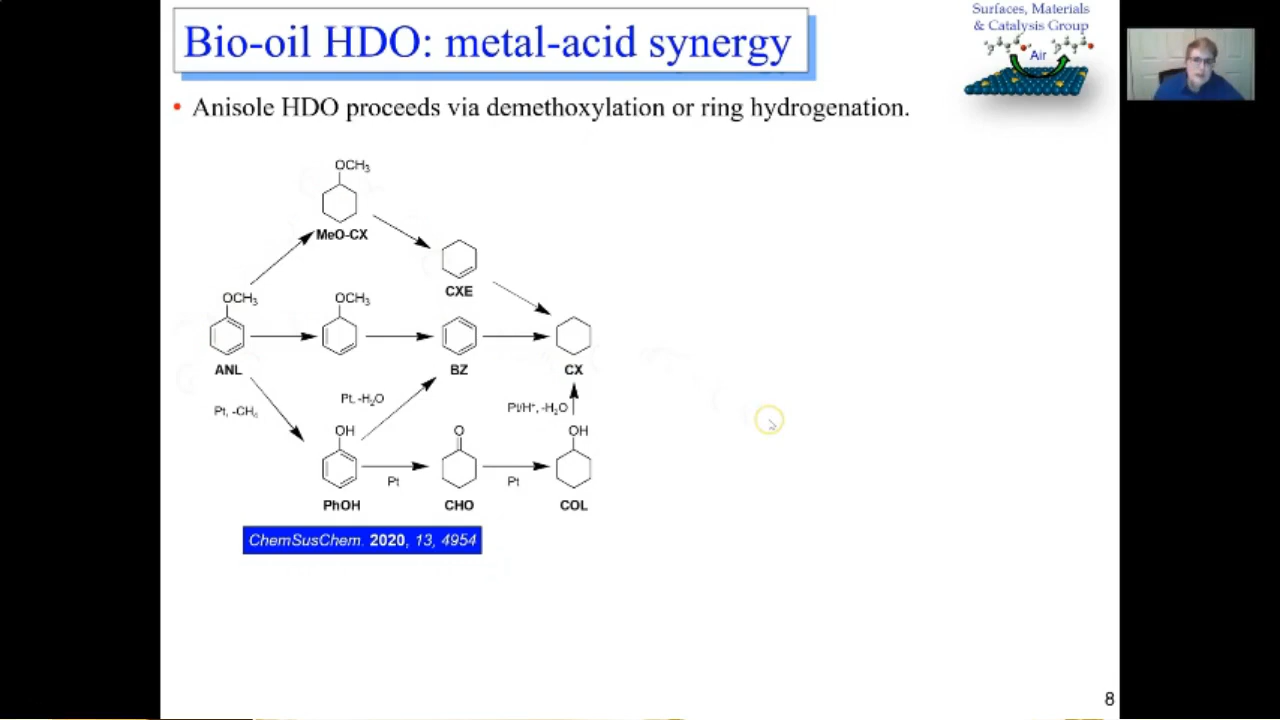 Bio-oil HDO: metal-acid synergy
Surfaces, Materials
& Catalysis Group
Air
• Anisole HDO proceeds via demethoxylation or ring hydrogenation.
OCH3
MeO-CX
CXE
OCH3
OCH3
ANL
BZ
CX
Pt, -CH4
Pt, -H2O
Pt/H+, -H2O
OH
O
OH
Pt
Pt
PhOH
CHO
COL
ChemSusChem. 2020, 13, 4954
8